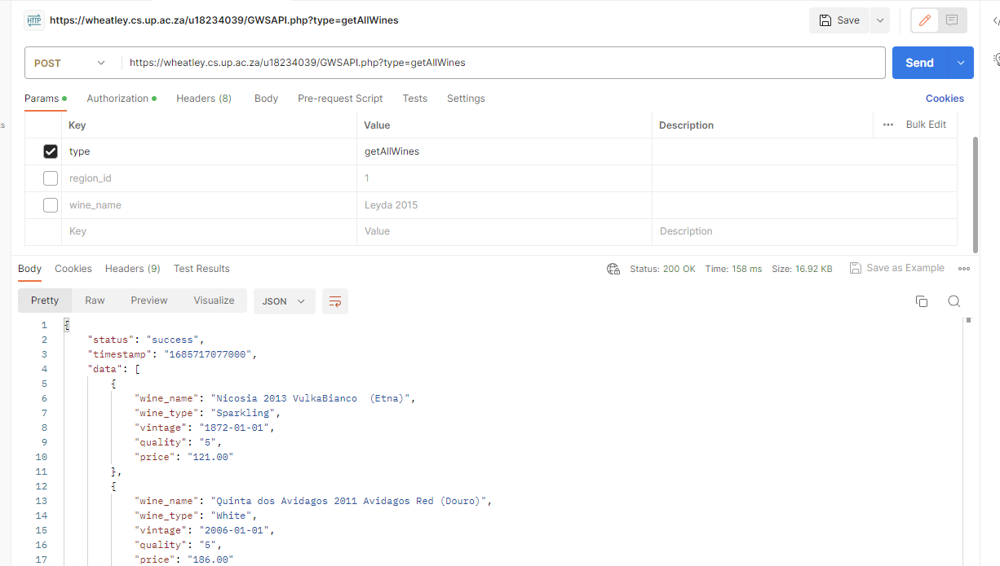 HTTP https://wheatley.cs.up.ac.za/u18234039/GWSAPI.php?type=getAllWines Save
POST https://wheatley.cs.up.ac.za/u18234039/GWSAPI.php?type=getAllWines Send
Params Authorization Headers (8) Body Pre-request Script Tests Settings Cookies
Key Value Description Bulk Edit
type getAllWines
region_id 1
wine_name Leyda 2015
Key Value Description
Body Cookies Headers (9) Test Results Status: 200 OK Time: 158 ms Size: 16.92 KB Save as Example
Pretty Raw Preview Visualize JSON
1 {
2 "status": "success",
3 "timestamp": "1685717077000",
4 "data": [
5 {
6 "wine_name": "Nicosia 2013 VulkaBianco  (Etna)",
7 "wine_type": "Sparkling",
8 "vintage": "1872-01-01",
9 "quality": "5",
10 "price": "121.00"
11 },
12 {
13 "wine_name": "Quinta dos Avidagos 2011 Avidagos Red (Douro)",
14 "wine_type": "White",
15 "vintage": "2006-01-01",
16 "quality": "5",
17 "price": "186.00"